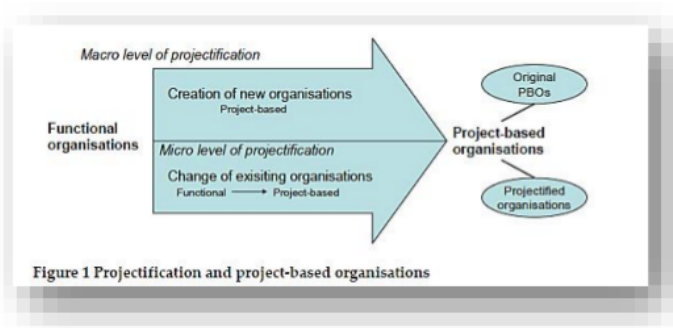 Macro level of projectification
Creation of new organisations
Project-based
Functional
organisations
Micro level of projectification
Change of exisiting organisations
Functional → Project-based
Project-based
organisations
Original
PBOs
Projectified
organisations
Figure 1 Projectification and project-based organisations